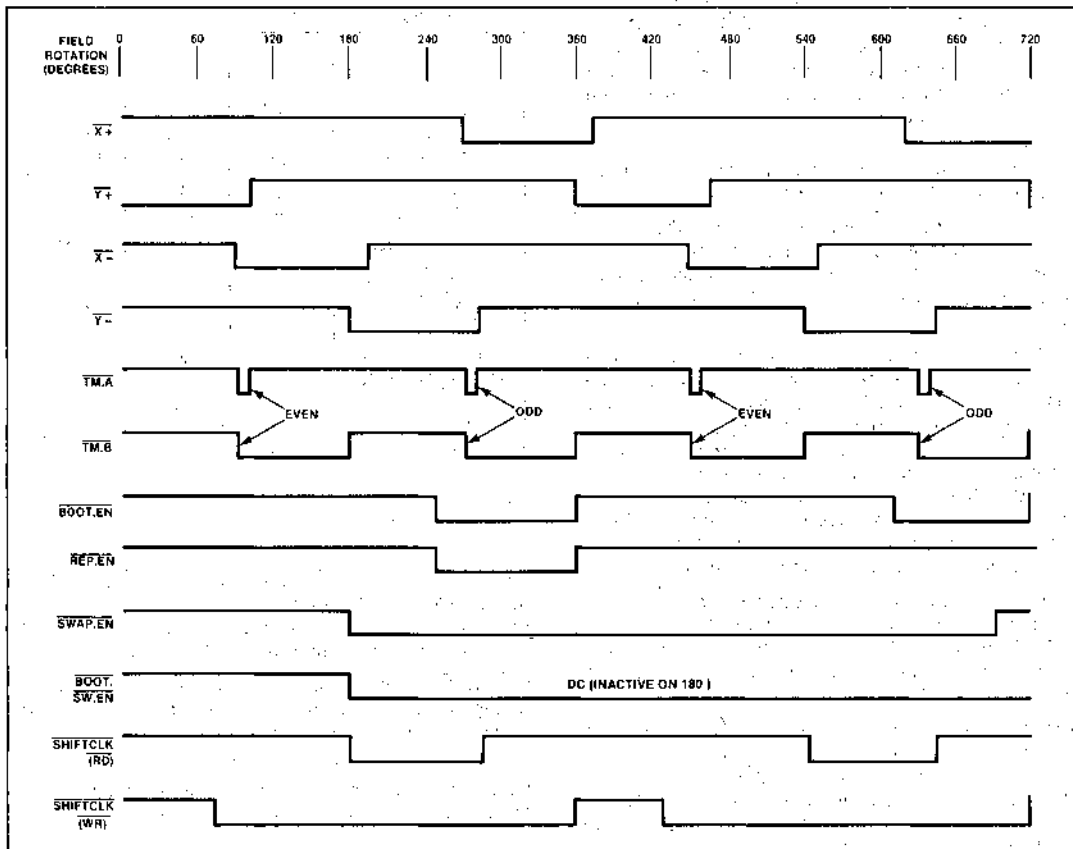 FIELD ROTATION (DEGREES)
0 60 120 180 240 300 360 420 480 540 600 660 720
X+
Y+
X−
Y−
TM.A
EVEN ODD EVEN ODD
TM.B
BOOT.EN
REP.EN
SWAP.EN
BOOT. SW.EN
DC (INACTIVE ON 180 )
SHIFTCLK (RD)
SHIFTCLK (WR)